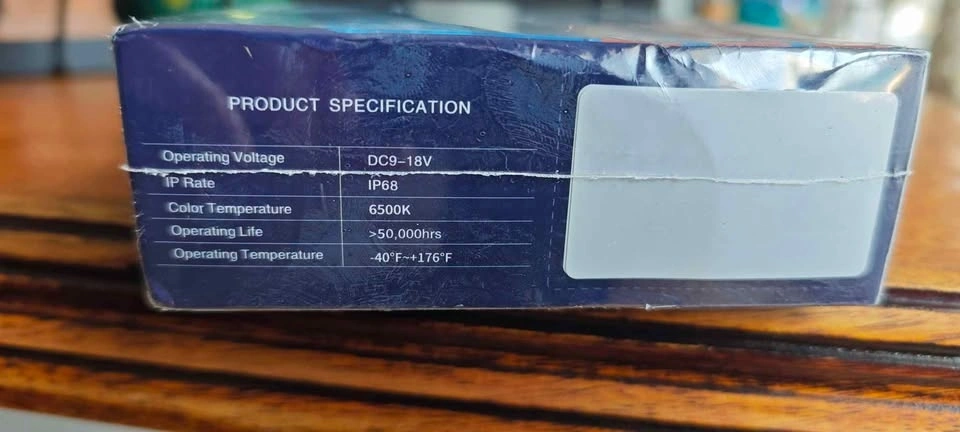 PRODUCT SPECIFICATION
Operating Voltage DC9-18V
IP Rate IP68
Color Temperature 6500K
Operating Life >50,000hrs
Operating Temperature -40°F~+176°F